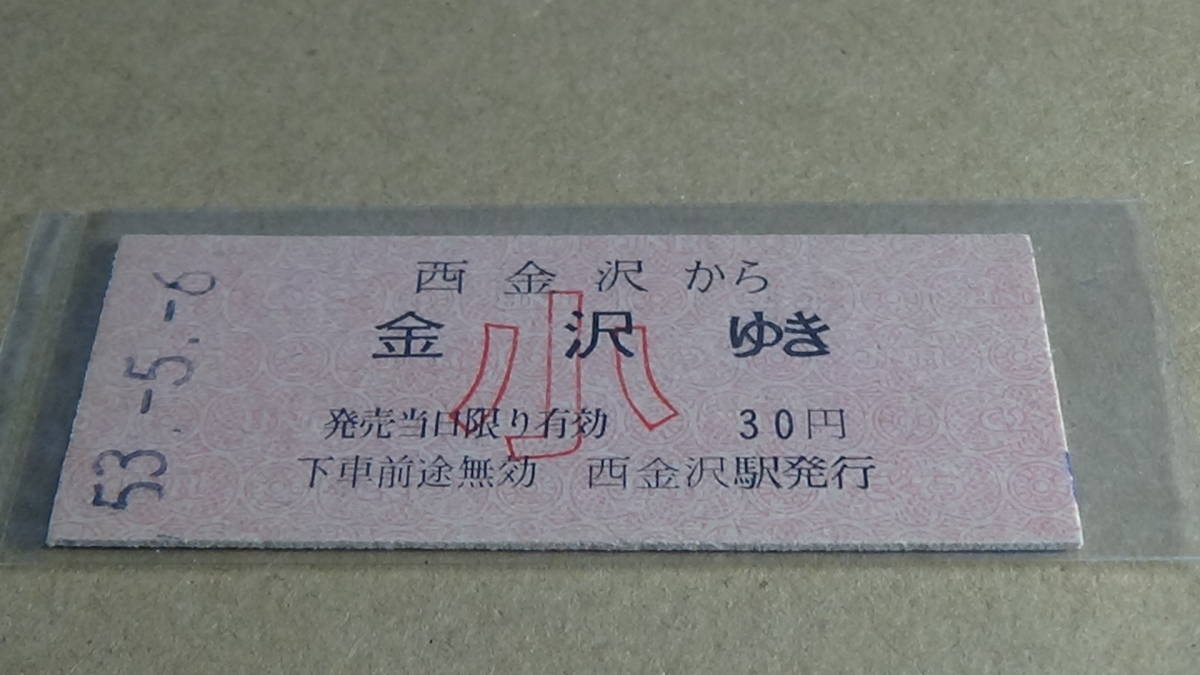 53.-5.-6
西金沢から
金沢ゆき
小
発売当日限り有効 30円
下車前途無効 西金沢駅発行